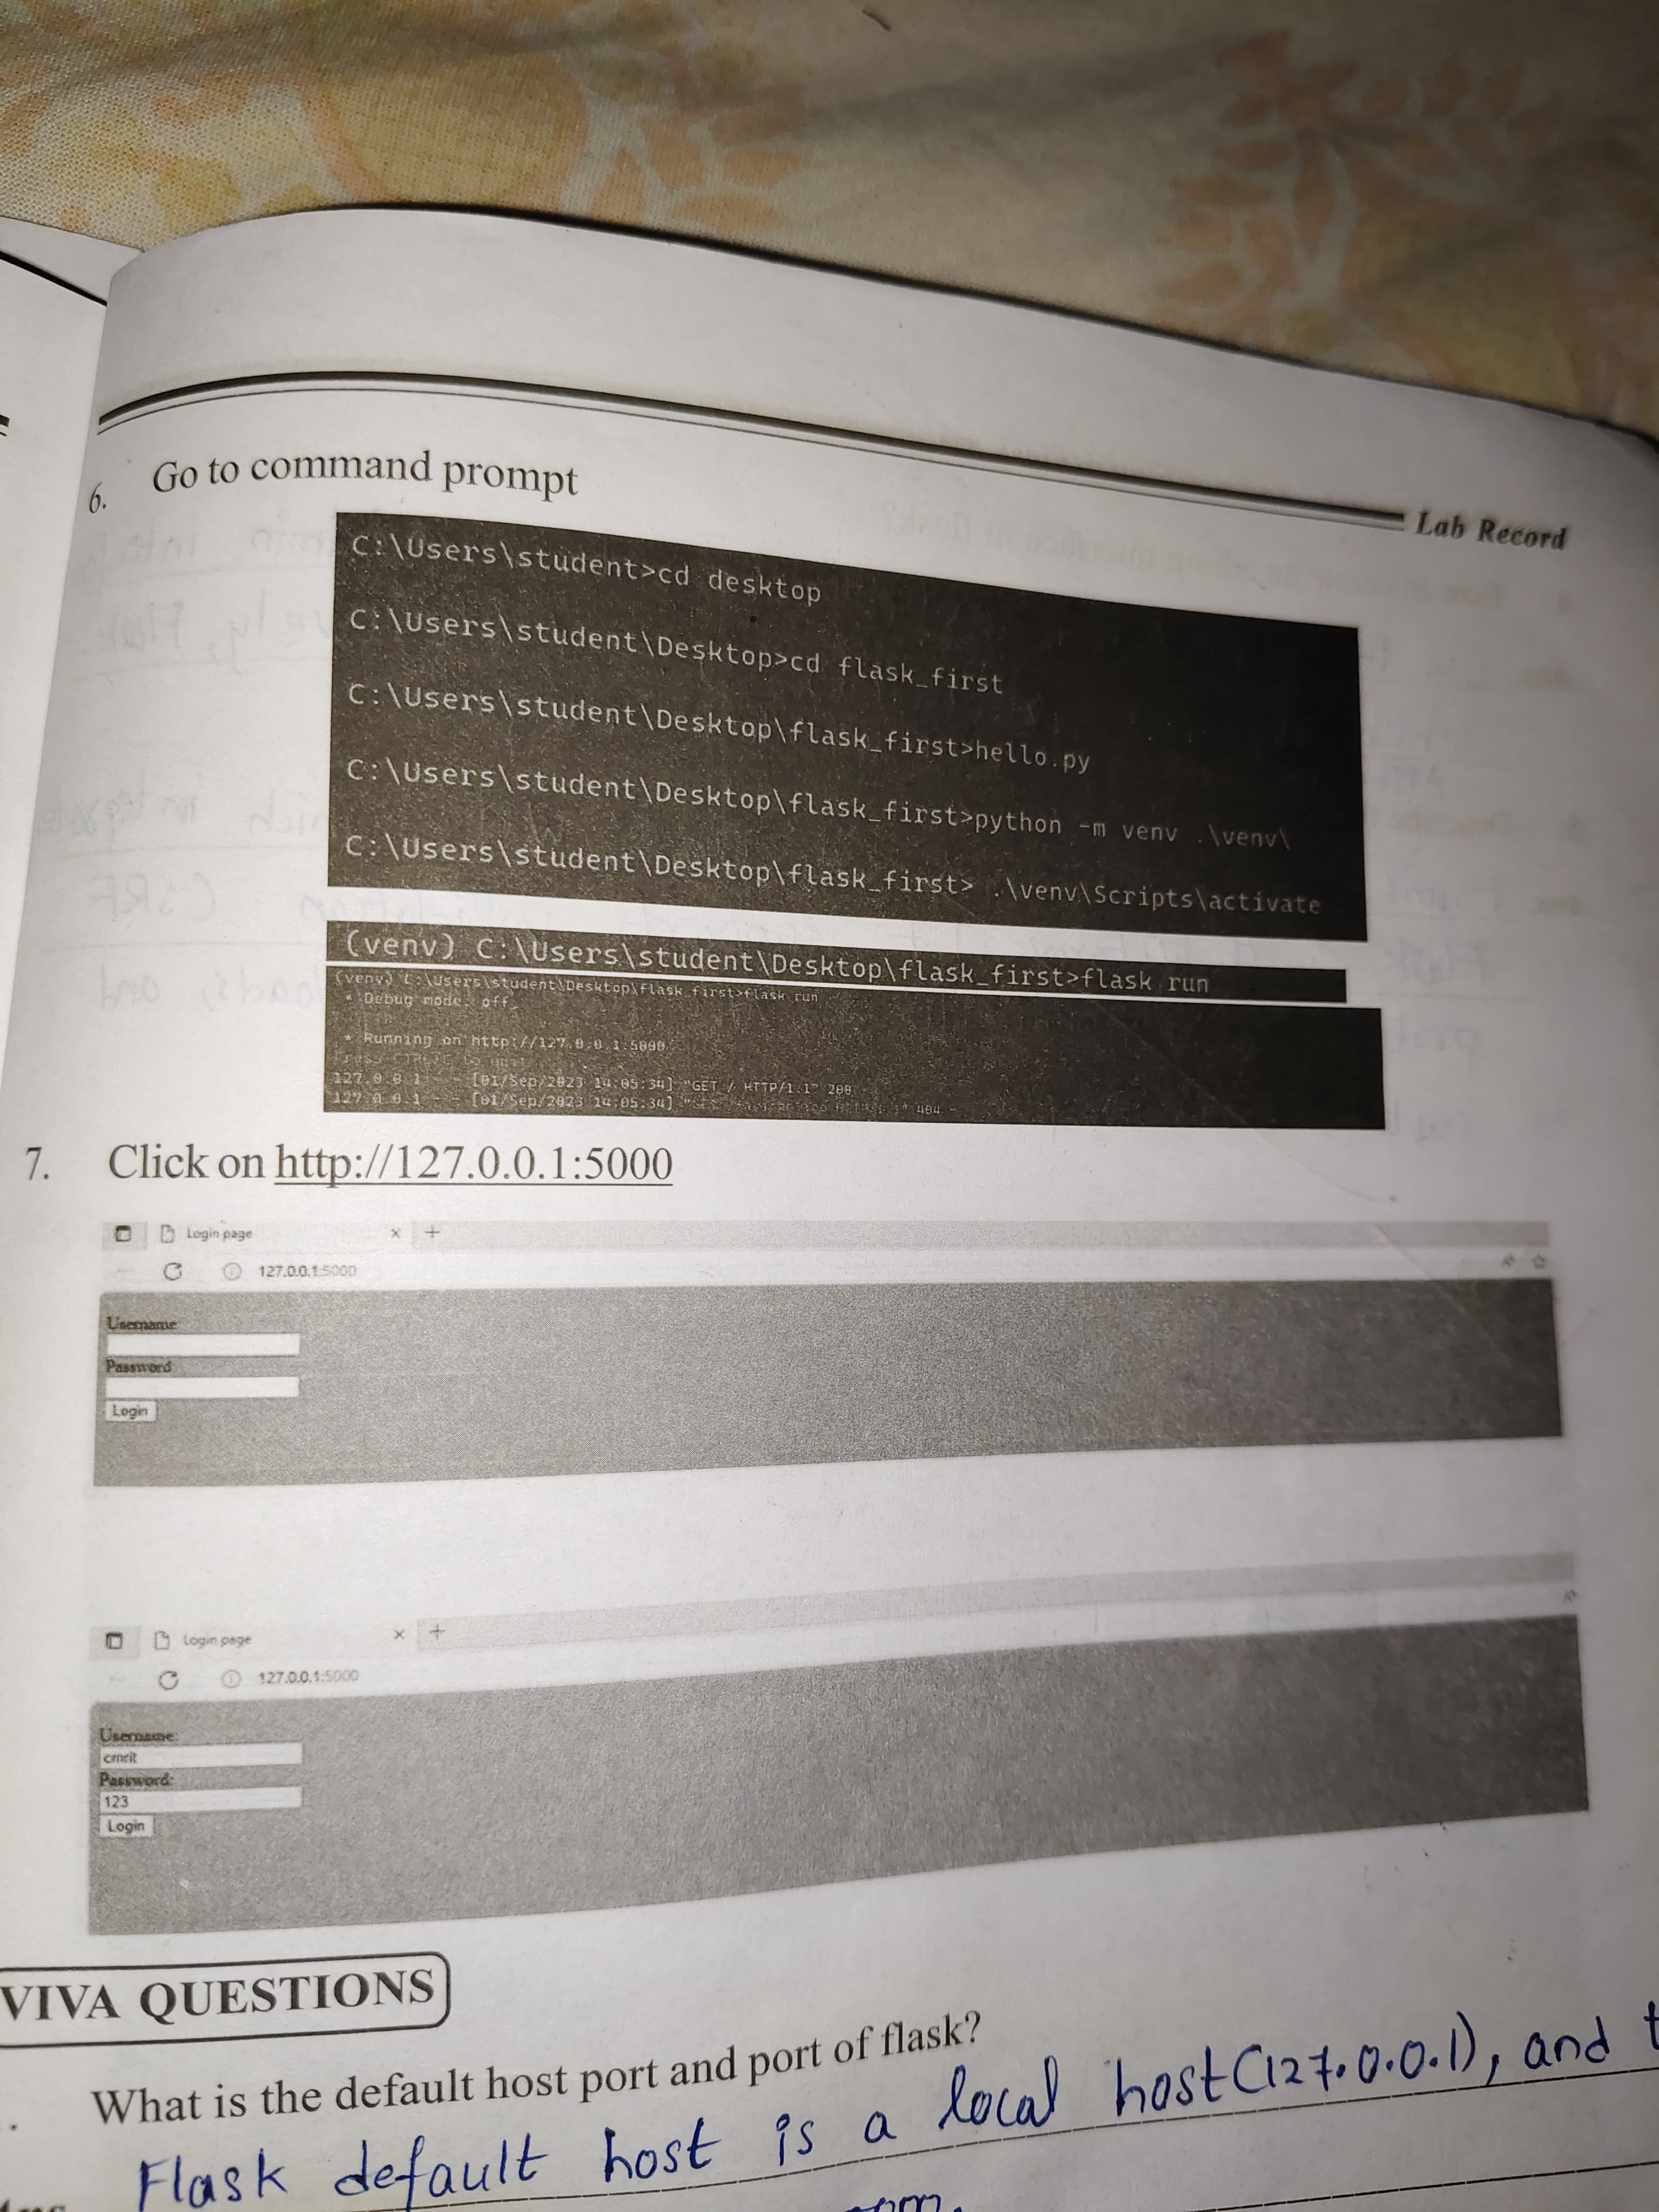 Lab Record
6. Go to command prompt
C:\Users\student>cd desktop
C:\Users\student\Desktop>cd flask_first
C:\Users\student\Desktop\flask_first>hello.py
C:\Users\student\Desktop\flask_first>python -m venv .\venv\
C:\Users\student\Desktop\flask_first> .\venv\Scripts\activate
(venv) C:\Users\student\Desktop\flask_first>flask run
(venv) C:\Users\student\Desktop\flask_first>flask run
* Debug mode: off
* Running on http://127.0.0.1:5000
127.0.0.1 - - [01/Sep/2023 14:05:34] "GET / HTTP/1.1" 200 -
127.0.0.1 - - [01/Sep/2023 14:05:34] 404 -
7. Click on http://127.0.0.1:5000
Login page × +
127.0.0.1:5000
Username:
Password
Login
Login page × +
127.0.0.1:5000
Username:
cmrit
Password:
123
Login
VIVA QUESTIONS
What is the default host port and port of flask?
Flask default host is a local host(127.0.0.1), and